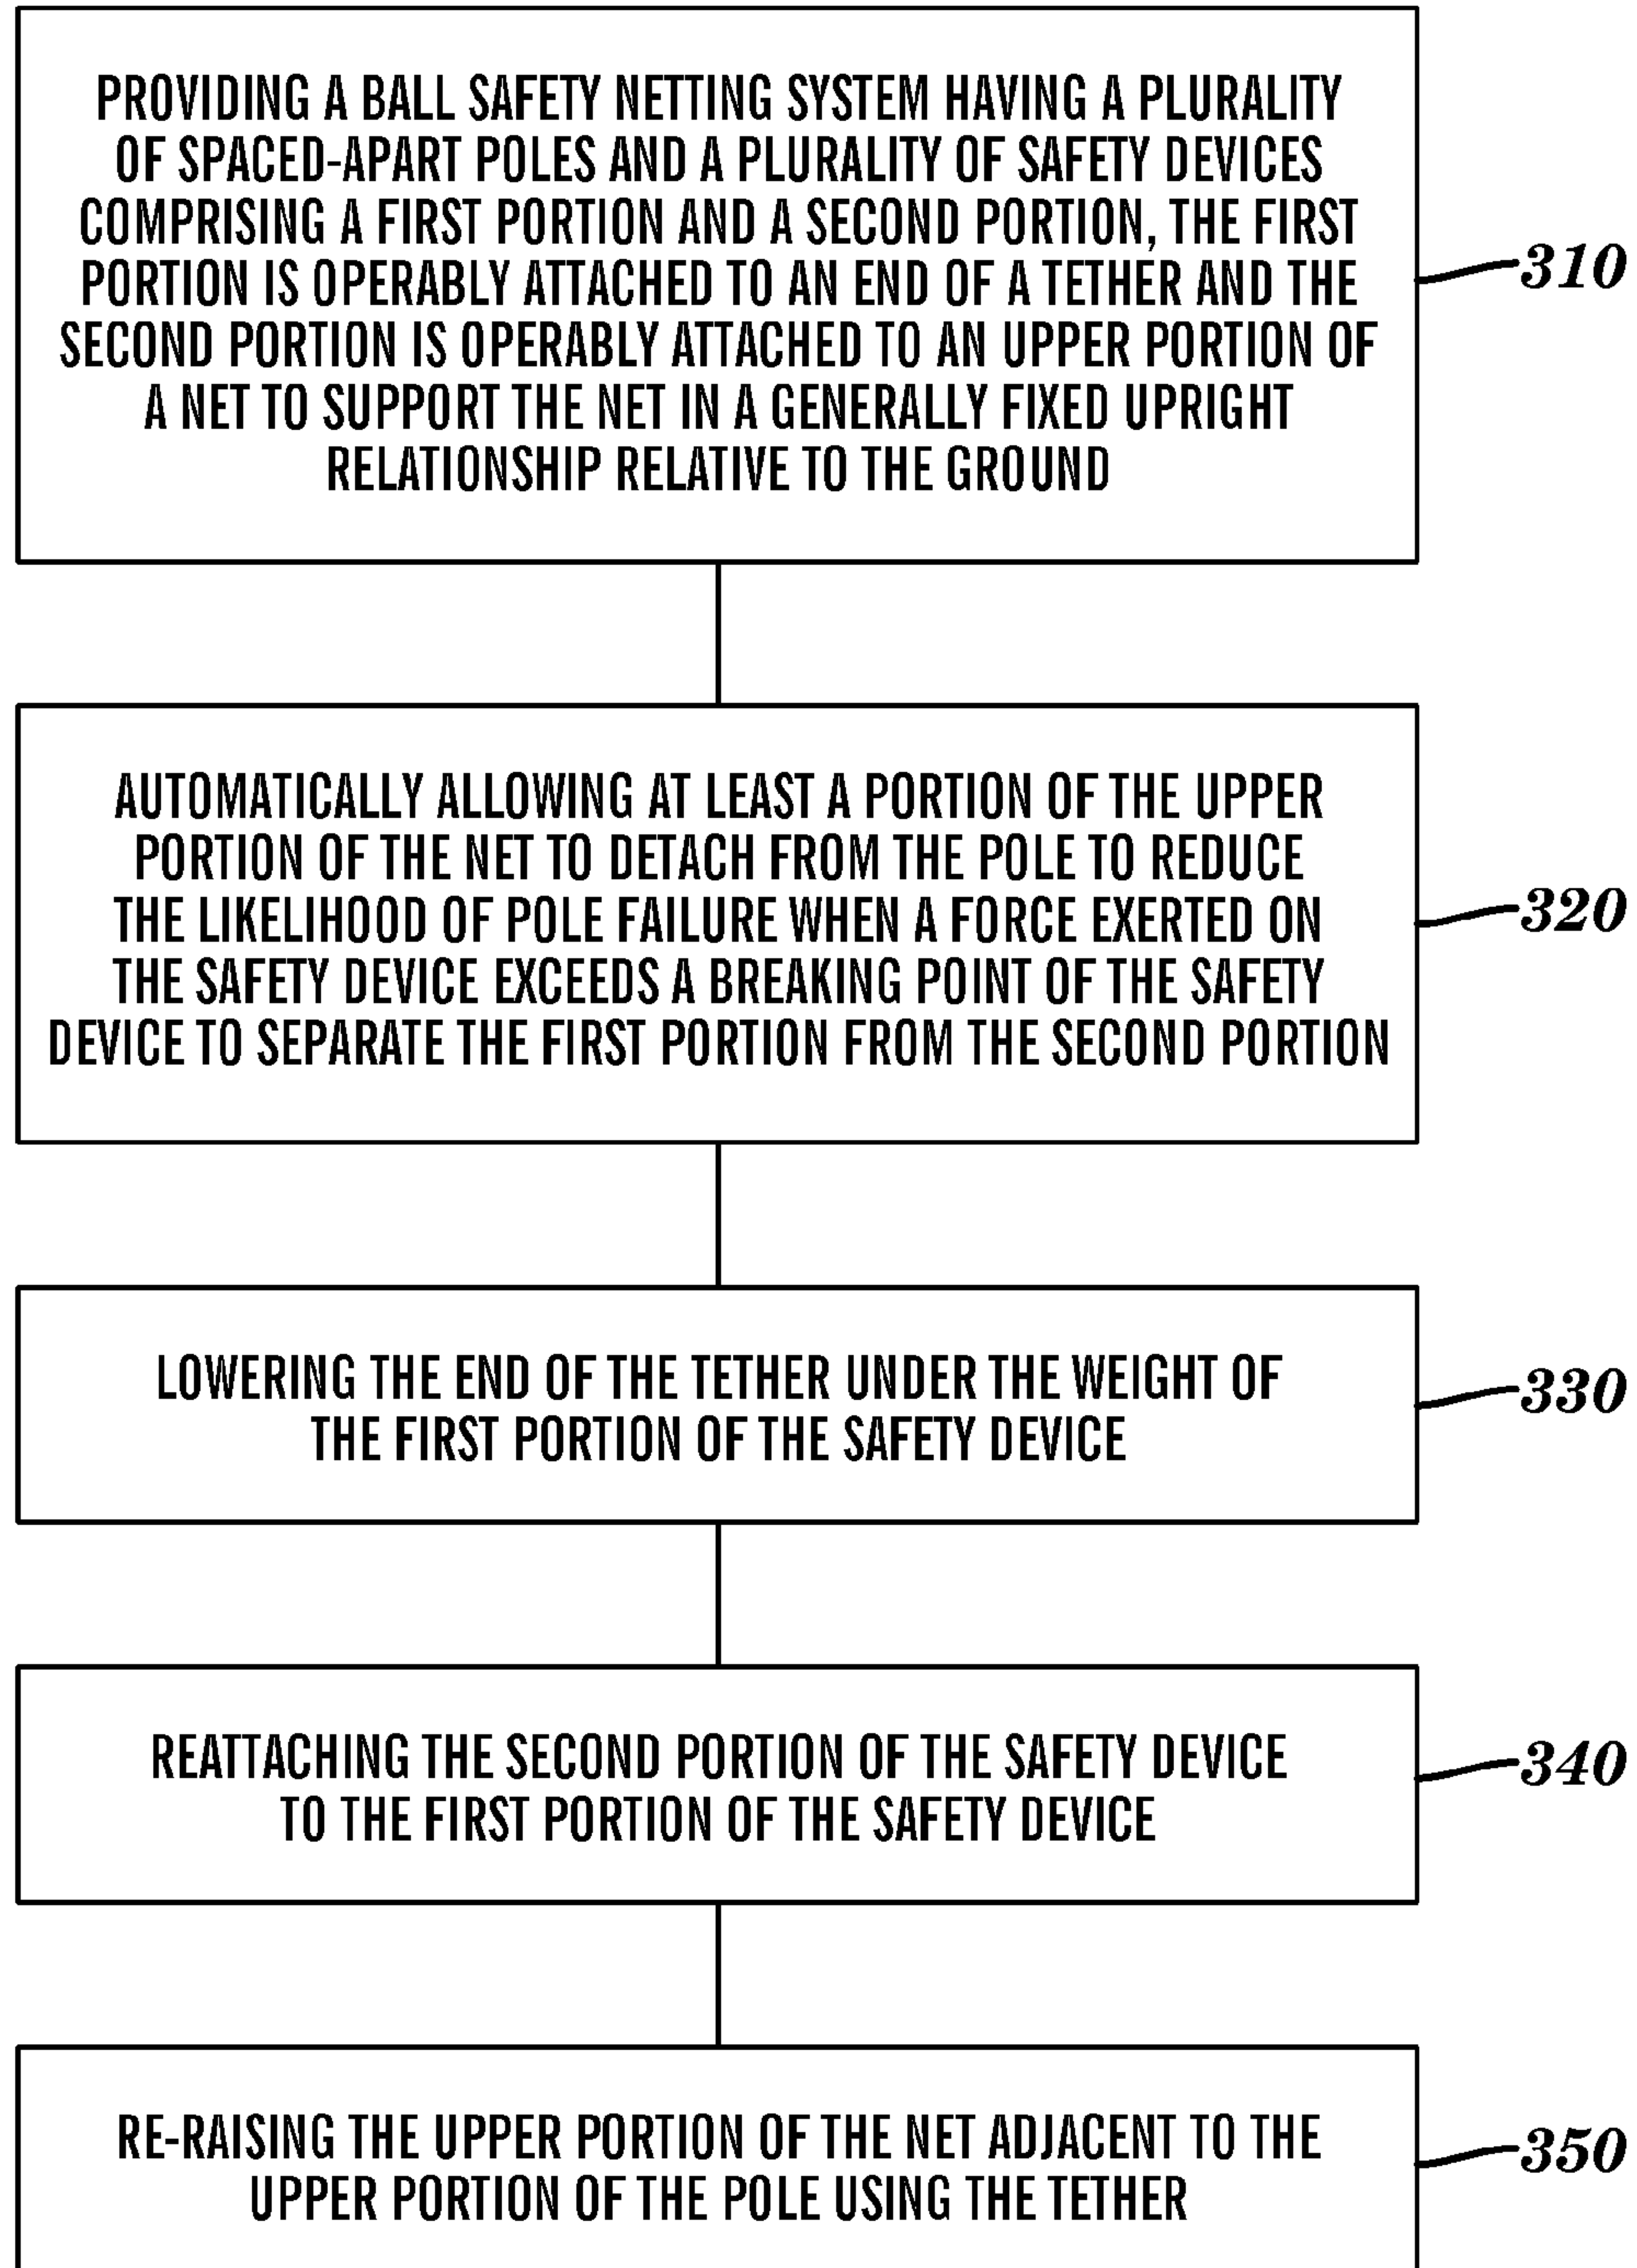 PROVIDING A BALL SAFETY NETTING SYSTEM HAVING A PLURALITY
OF SPACED-APART POLES AND A PLURALITY OF SAFETY DEVICES
COMPRISING A FIRST PORTION AND A SECOND PORTION, THE FIRST
PORTION IS OPERABLY ATTACHED TO AN END OF A TETHER AND THE
SECOND PORTION IS OPERABLY ATTACHED TO AN UPPER PORTION OF
A NET TO SUPPORT THE NET IN A GENERALLY FIXED UPRIGHT
RELATIONSHIP RELATIVE TO THE GROUND
310
AUTOMATICALLY ALLOWING AT LEAST A PORTION OF THE UPPER
PORTION OF THE NET TO DETACH FROM THE POLE TO REDUCE
THE LIKELIHOOD OF POLE FAILURE WHEN A FORCE EXERTED ON
THE SAFETY DEVICE EXCEEDS A BREAKING POINT OF THE SAFETY
DEVICE TO SEPARATE THE FIRST PORTION FROM THE SECOND PORTION
320
LOWERING THE END OF THE TETHER UNDER THE WEIGHT OF
THE FIRST PORTION OF THE SAFETY DEVICE
330
REATTACHING THE SECOND PORTION OF THE SAFETY DEVICE
TO THE FIRST PORTION OF THE SAFETY DEVICE
340
RE-RAISING THE UPPER PORTION OF THE NET ADJACENT TO THE
UPPER PORTION OF THE POLE USING THE TETHER
350